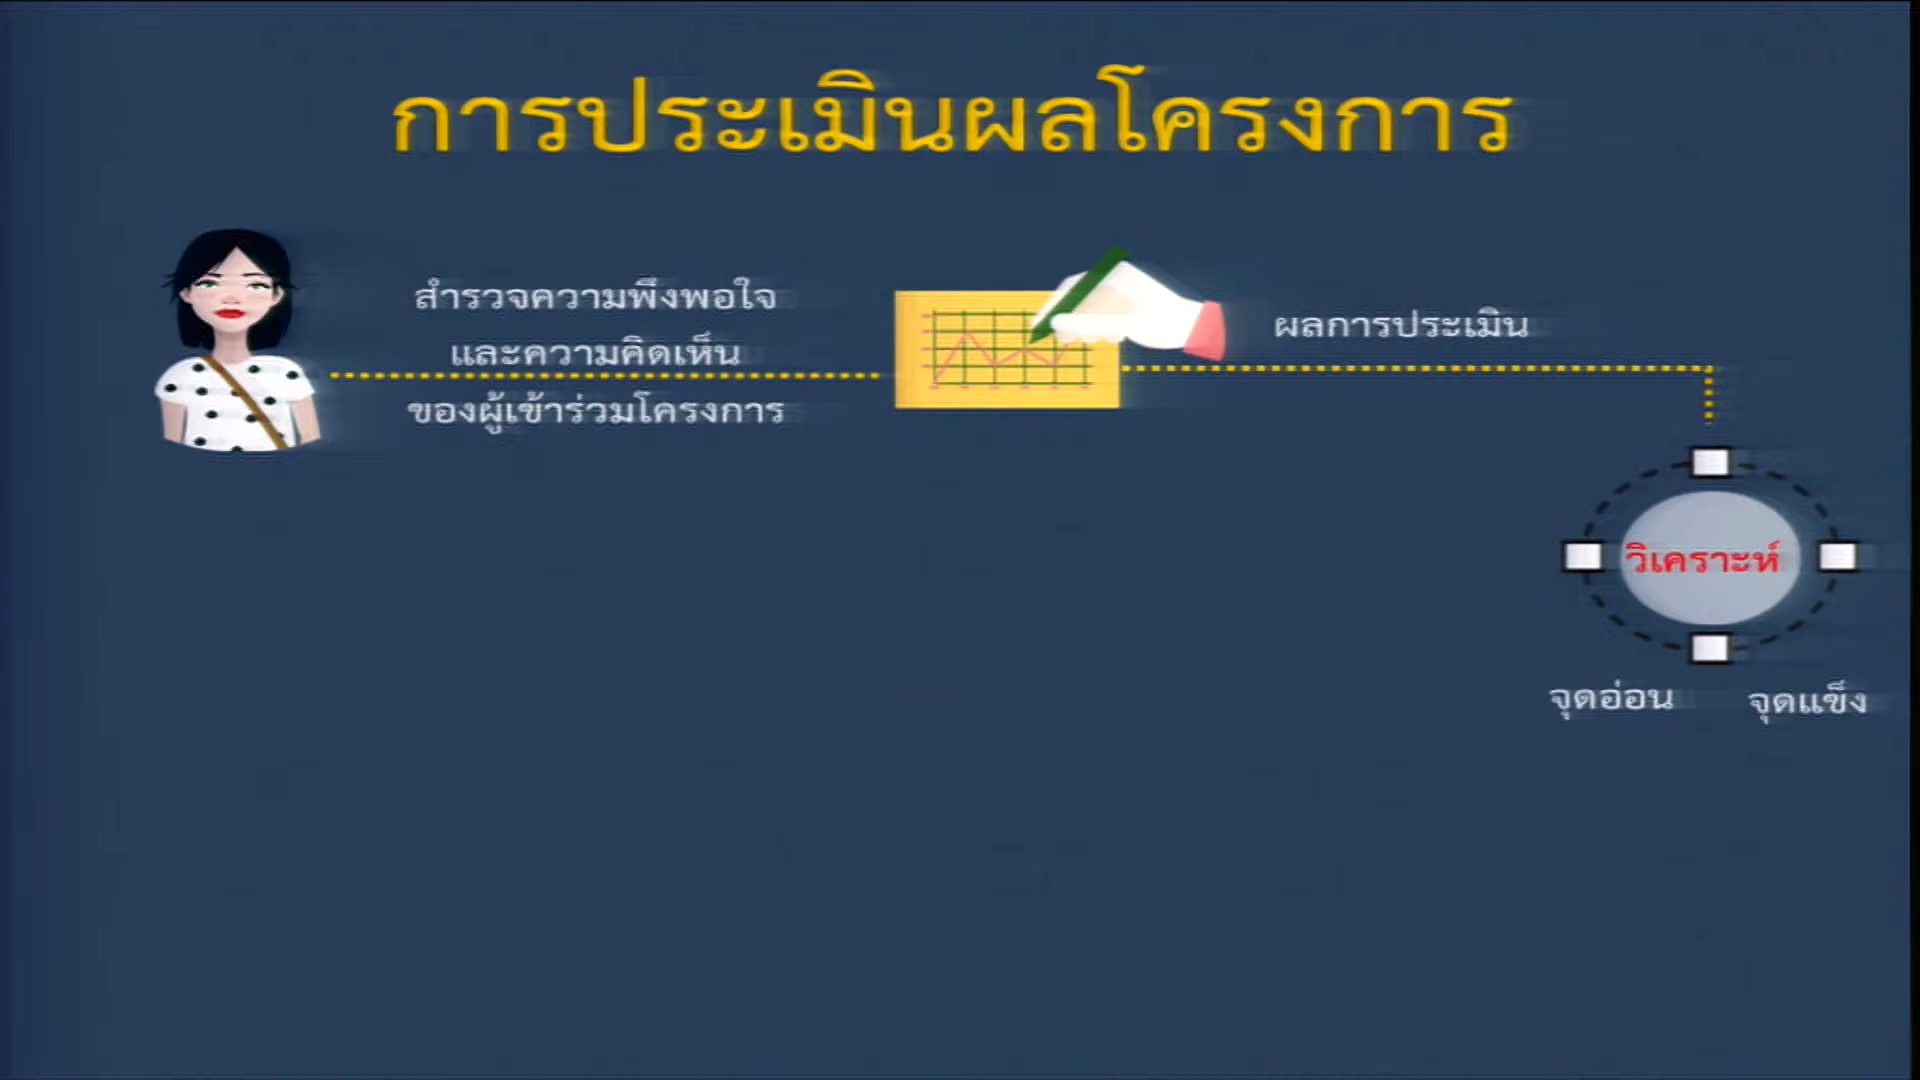 การประเมินผลโครงการ
สำรวจความพึงพอใจ
และความคิดเห็น
ของผู้เข้าร่วมโครงการ
ผลการประเมิน
วิเคราะห์
จุดอ่อน
จุดแข็ง